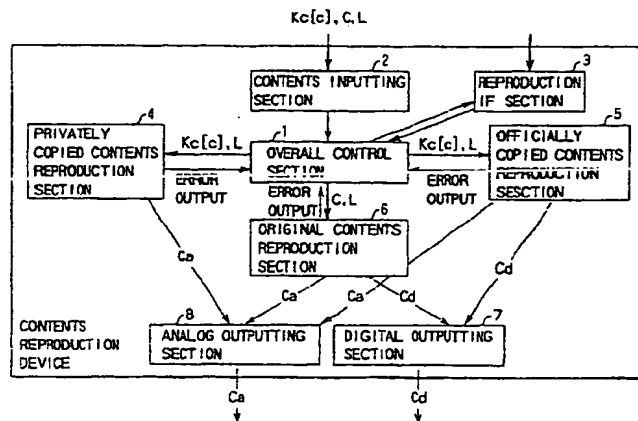 Kc[c], C, L
2
CONTENTS INPUTTING
SECTION
3
REPRODUCTION
IF SECTION
4
PRIVATELY
COPIED CONTENTS
REPRODUCTION
SECTION
Kc[c], L
ERROR
OUTPUT
1
OVERALL CONTROL
SECTION
Kc[c], L
ERROR
OUTPUT
5
OFFICIALLY
COPIED CONTENTS
REPRODUCTION
SESCTION
ERROR
OUTPUT
C, L
6
ORIGINAL CONTENTS
REPRODUCTION
SECTION
Ca
Ca
Ca
Cd
Cd
8
ANALOG OUTPUTTING
SECTION
7
DIGITAL OUTPUTTING
SECTION
CONTENTS
REPRODUCTION
DEVICE
Ca
Cd